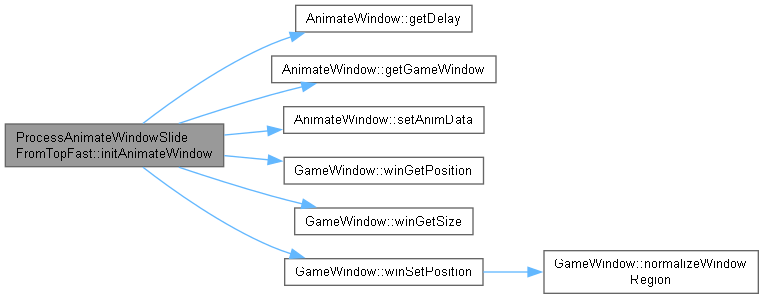 AnimateWindow::getDelay
AnimateWindow::getGameWindow
ProcessAnimateWindowSlide
FromTopFast::initAnimateWindow
AnimateWindow::setAnimData
GameWindow::winGetPosition
GameWindow::winGetSize
GameWindow::winSetPosition
GameWindow::normalizeWindow
Region